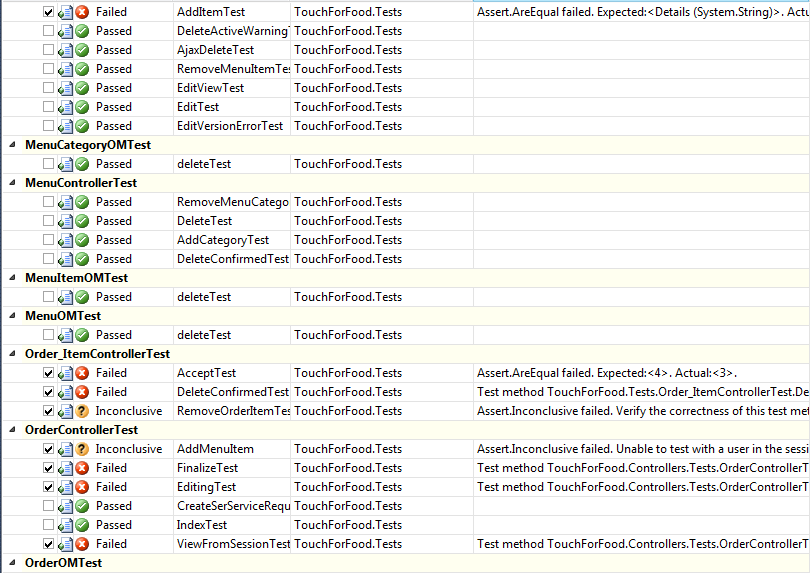 Failed AddItemTest TouchForFood.Tests Assert.AreEqual failed. Expected:<Details (System.String)>. Actu
Passed DeleteActiveWarningT TouchForFood.Tests
Passed AjaxDeleteTest TouchForFood.Tests
Passed RemoveMenuItemTes TouchForFood.Tests
Passed EditViewTest TouchForFood.Tests
Passed EditTest TouchForFood.Tests
Passed EditVersionErrorTest TouchForFood.Tests
MenuCategoryOMTest
Passed deleteTest TouchForFood.Tests
MenuControllerTest
Passed RemoveMenuCatego TouchForFood.Tests
Passed DeleteTest TouchForFood.Tests
Passed AddCategoryTest TouchForFood.Tests
Passed DeleteConfirmedTest TouchForFood.Tests
MenuItemOMTest
Passed deleteTest TouchForFood.Tests
MenuOMTest
Passed deleteTest TouchForFood.Tests
Order_ItemControllerTest
Failed AcceptTest TouchForFood.Tests Assert.AreEqual failed. Expected:<4>. Actual:<3>.
Failed DeleteConfirmedTest TouchForFood.Tests Test method TouchForFood.Tests.Order_ItemControllerTest.De
Inconclusive RemoveOrderItemTes TouchForFood.Tests Assert.Inconclusive failed. Verify the correctness of this test met
OrderControllerTest
Inconclusive AddMenuItem TouchForFood.Tests Assert.Inconclusive failed. Unable to test with a user in the sessi
Failed FinalizeTest TouchForFood.Tests Test method TouchForFood.Controllers.Tests.OrderControllerT
Failed EditingTest TouchForFood.Tests Test method TouchForFood.Controllers.Tests.OrderControllerT
Passed CreateSerServiceRequ TouchForFood.Tests
Passed IndexTest TouchForFood.Tests
Failed ViewFromSessionTest TouchForFood.Tests Test method TouchForFood.Controllers.Tests.OrderControllerT
OrderOMTest